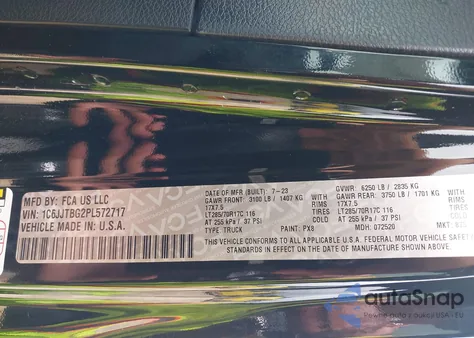 MFD BY: FCA US LLC
VIN: 1C6JJTBG2PL572717
VEHICLE MADE IN: U.S.A.
DATE OF MFR (BUILT) 7-23 GVWR: 6250 LB / 2835 KG
GAWR FRONT: 3100 LB / 1407 KG GAWR REAR: 3750 LB / 1701 KG
WITH RIMS WITH RIMS
17X7.5 TIRES 17X7.5 TIRES
LT285/70R17C 116 LT285/70R17C 116
AT 255 kPa / 37 PSI AT 255 kPa / 37 PSI
TYPE: TRUCK PAINT: PX8 MDH: 072520 MKT:
THIS VEHICLE CONFORMS TO ALL APPLICABLE U.S.A. FEDERAL MOTOR VEHICLE SAFETY
STANDARDS IN EFFECT ON THE DATE OF MANUFACTURE SHOWN ABOVE
autoSnap